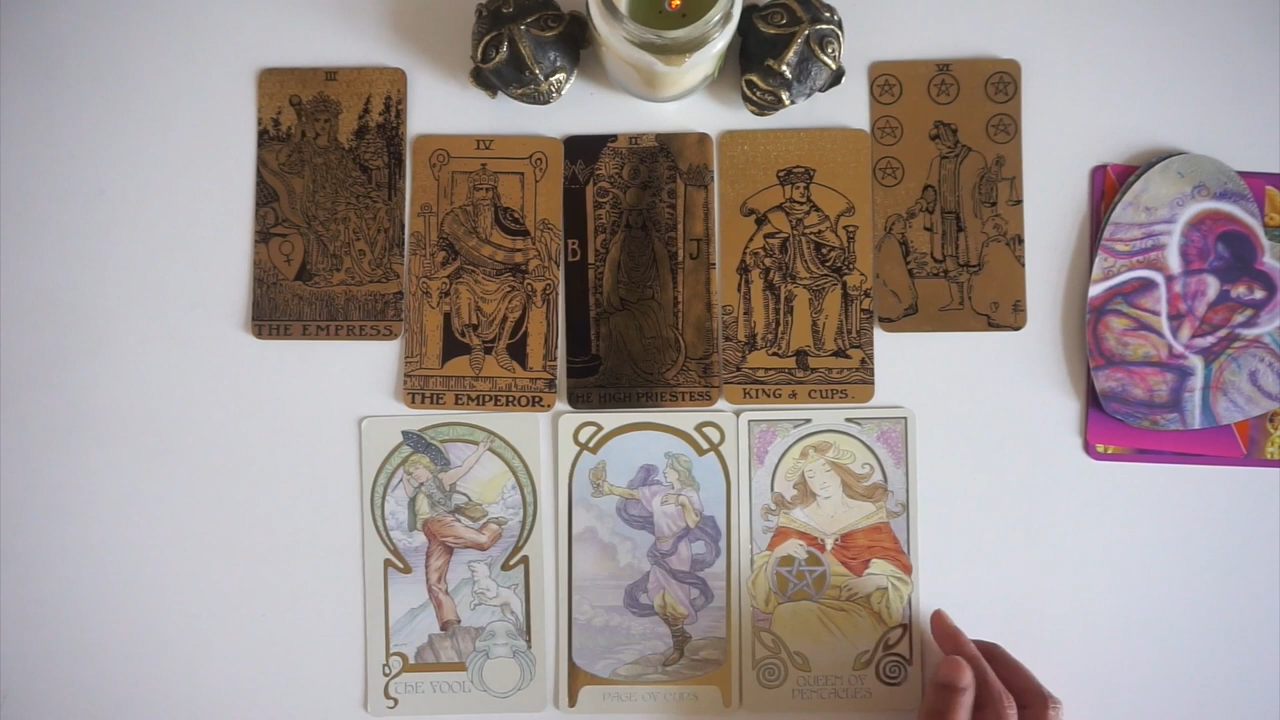 III
THE EMPRESS.
IV
THE EMPEROR.
II
B J
THE HIGH PRIESTESS
KING of CUPS.
VI
THE FOOL
PAGE OF CUPS
QUEEN OF
PENTACLES